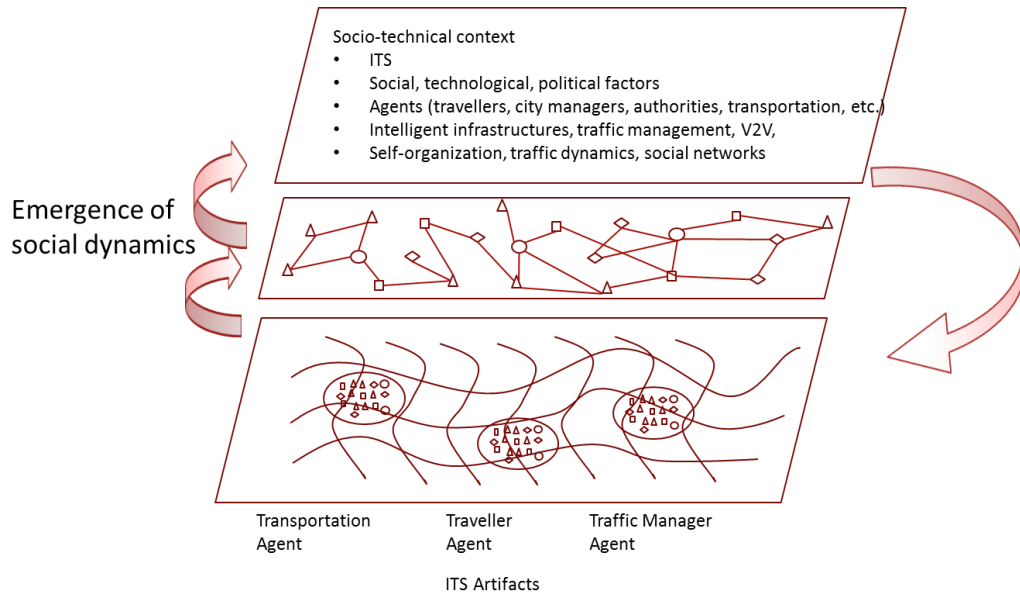 Socio-technical context
• ITS
• Social, technological, political factors
• Agents (travellers, city managers, authorities, transportation, etc.)
• Intelligent infrastructures, traffic management, V2V,
• Self-organization, traffic dynamics, social networks
Emergence of
social dynamics
Transportation
Agent
Traveller
Agent
Traffic Manager
Agent
ITS Artifacts